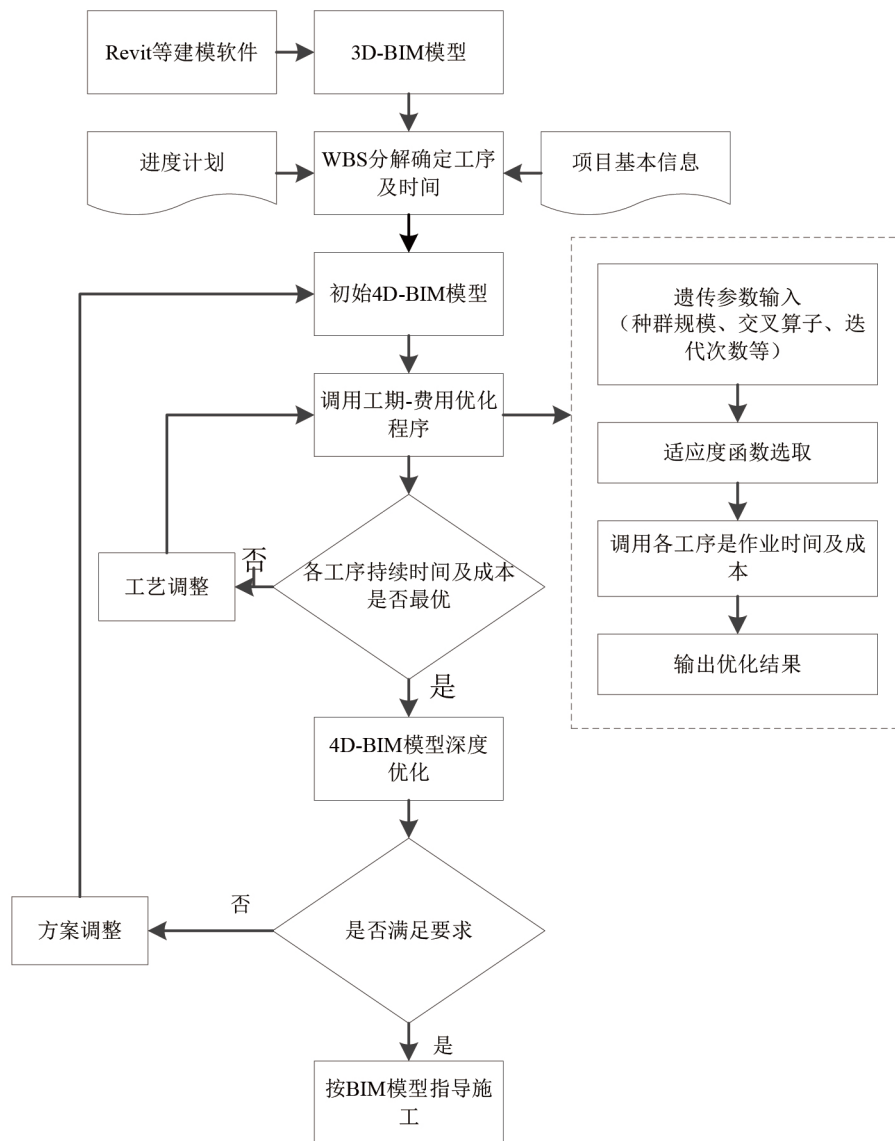 Revit等建模软件
3D-BIM模型
进度计划
WBS分解确定工序
及时间
项目基本信息
初始4D-BIM模型
遗传参数输入
（种群规模、交叉算子、迭
代次数等）
调用工期-费用优化
程序
适应度函数选取
调用各工序是作业时间及成
本
输出优化结果
否
工艺调整
各工序持续时间及成本
是否最优
是
4D-BIM模型深度
优化
否
方案调整
是否满足要求
是
按BIM模型指导施
工